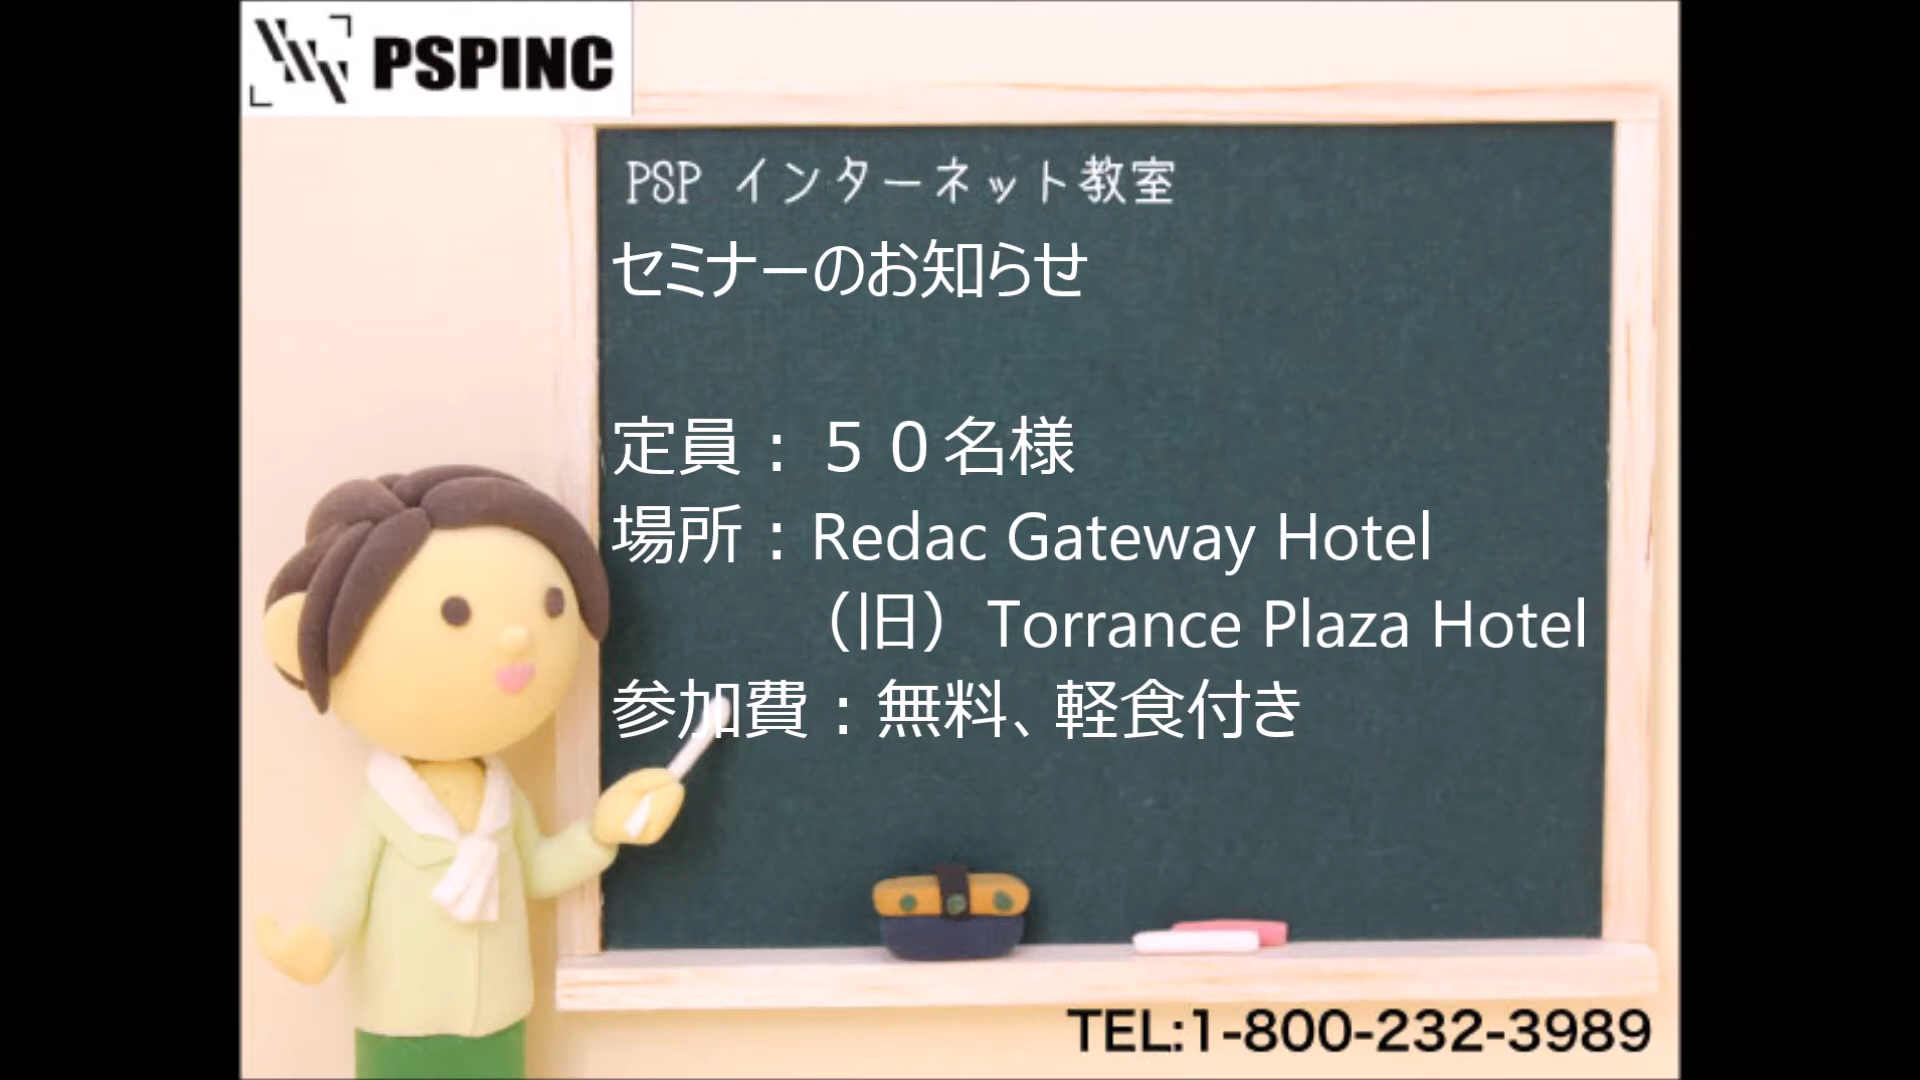 PSPINC
PSP インターネット教室
セミナーのお知らせ
定員：５０名様
場所：Redac Gateway Hotel
（旧）Torrance Plaza Hotel
参加費：無料、軽食付き
TEL:1-800-232-3989